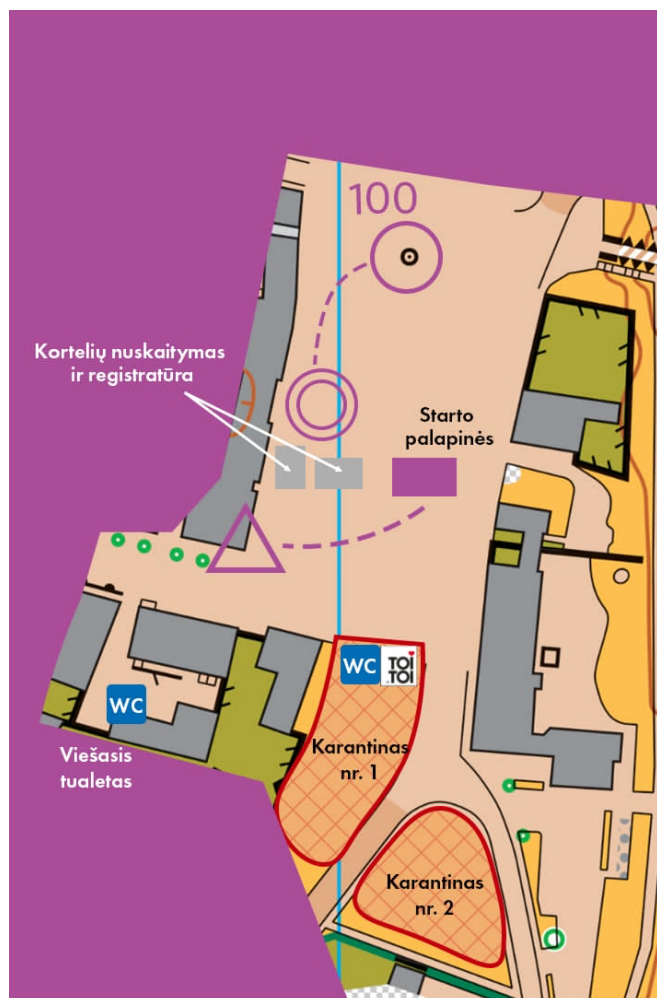 100
Kortelių nuskaitymas
ir registratūra
Starto
palapinės
WC
TOI
TOI
Karantinas
nr. 1
WC
Viešasis
tualetas
Karantinas
nr. 2